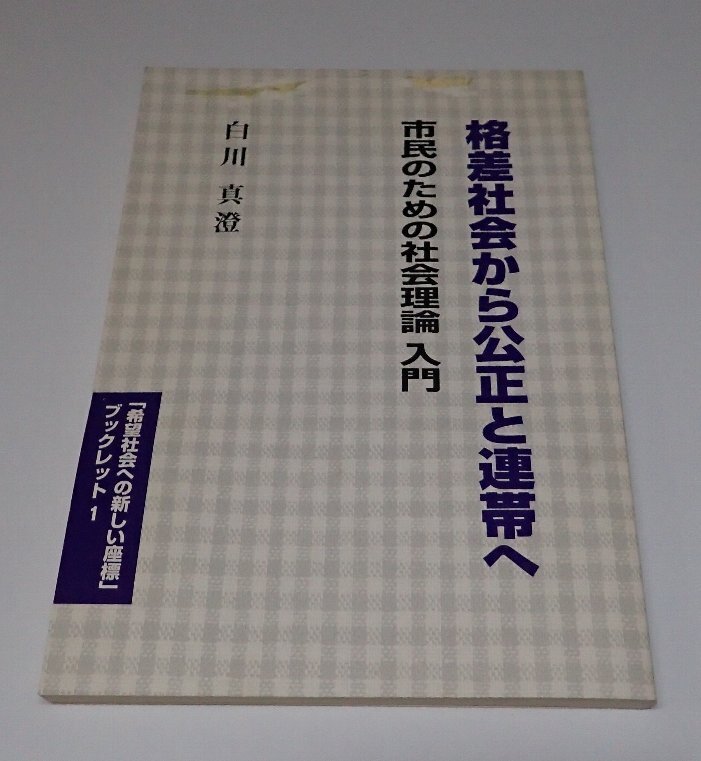 格差社会から公正と連帯へ
市民のための社会理論 入門
白川 真澄
「希望社会への新しい座標」
ブックレット 1